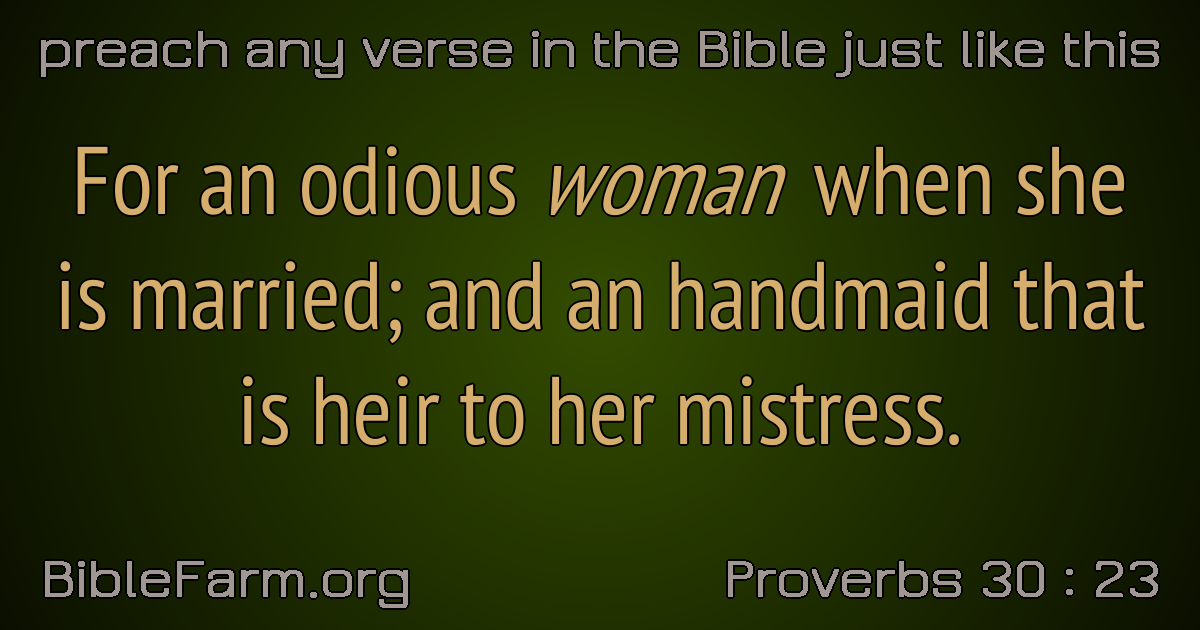 preach any verse in the Bible just like this
For an odious woman when she
is married; and an handmaid that
is heir to her mistress.
BibleFarm.org
Proverbs 30 : 23